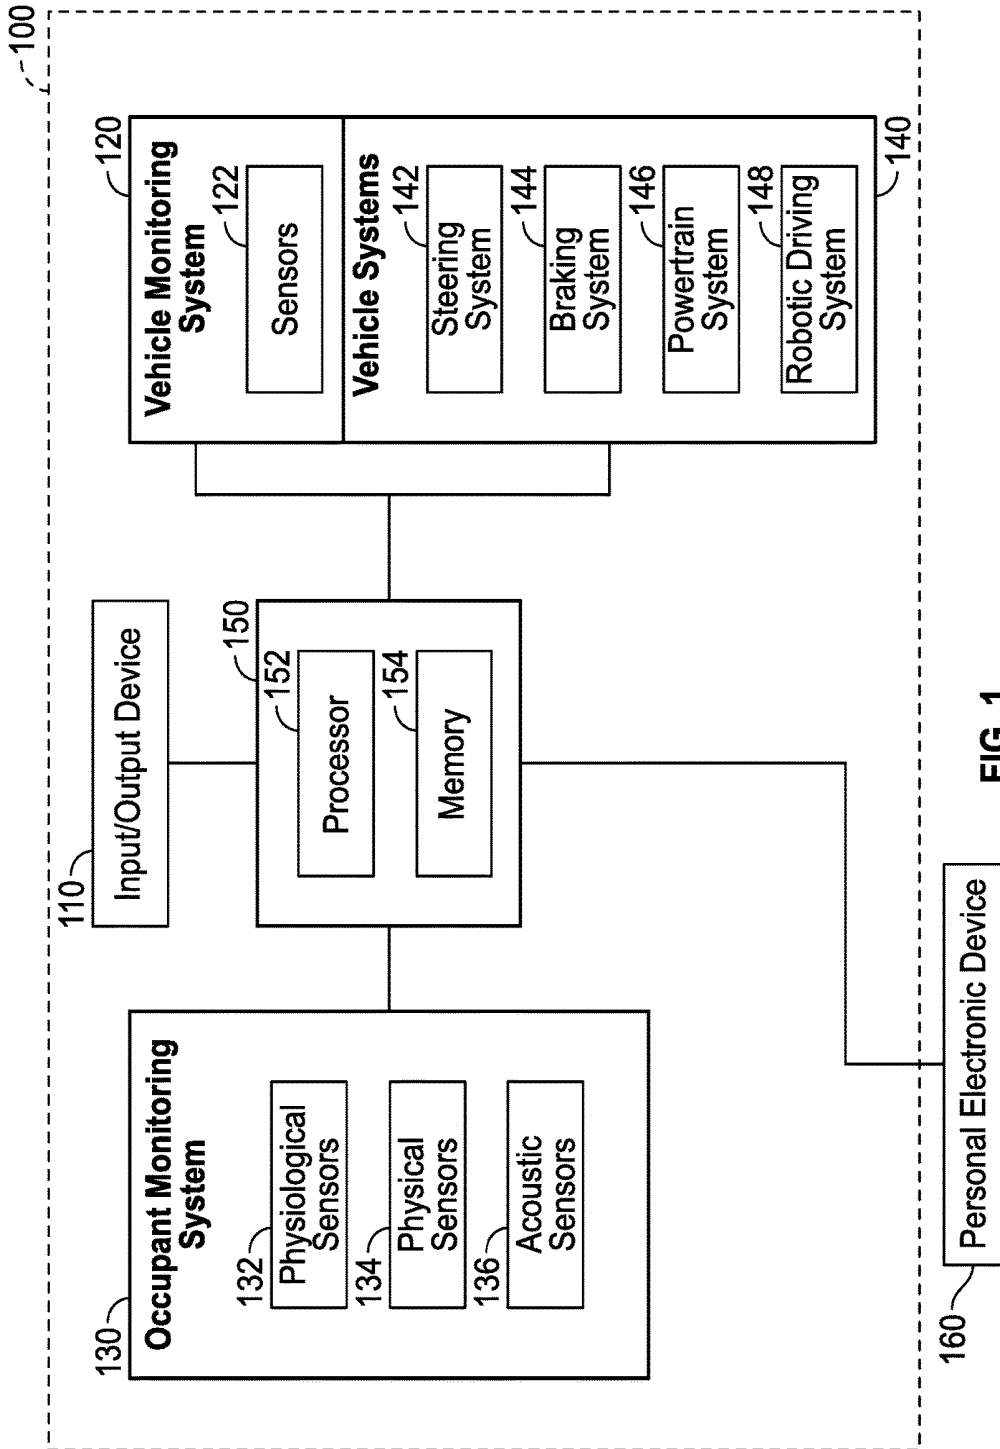 100
110
Input/Output Device
130
Occupant Monitoring
System
132
Physiological
Sensors
134
Physical
Sensors
136
Acoustic
Sensors
150
152
Processor
154
Memory
120
Vehicle Monitoring
System
122
Sensors
Vehicle Systems
142
Steering
System
144
Braking
System
146
Powertrain
System
148
Robotic Driving
System
140
160
Personal Electronic Device
FIG. 1